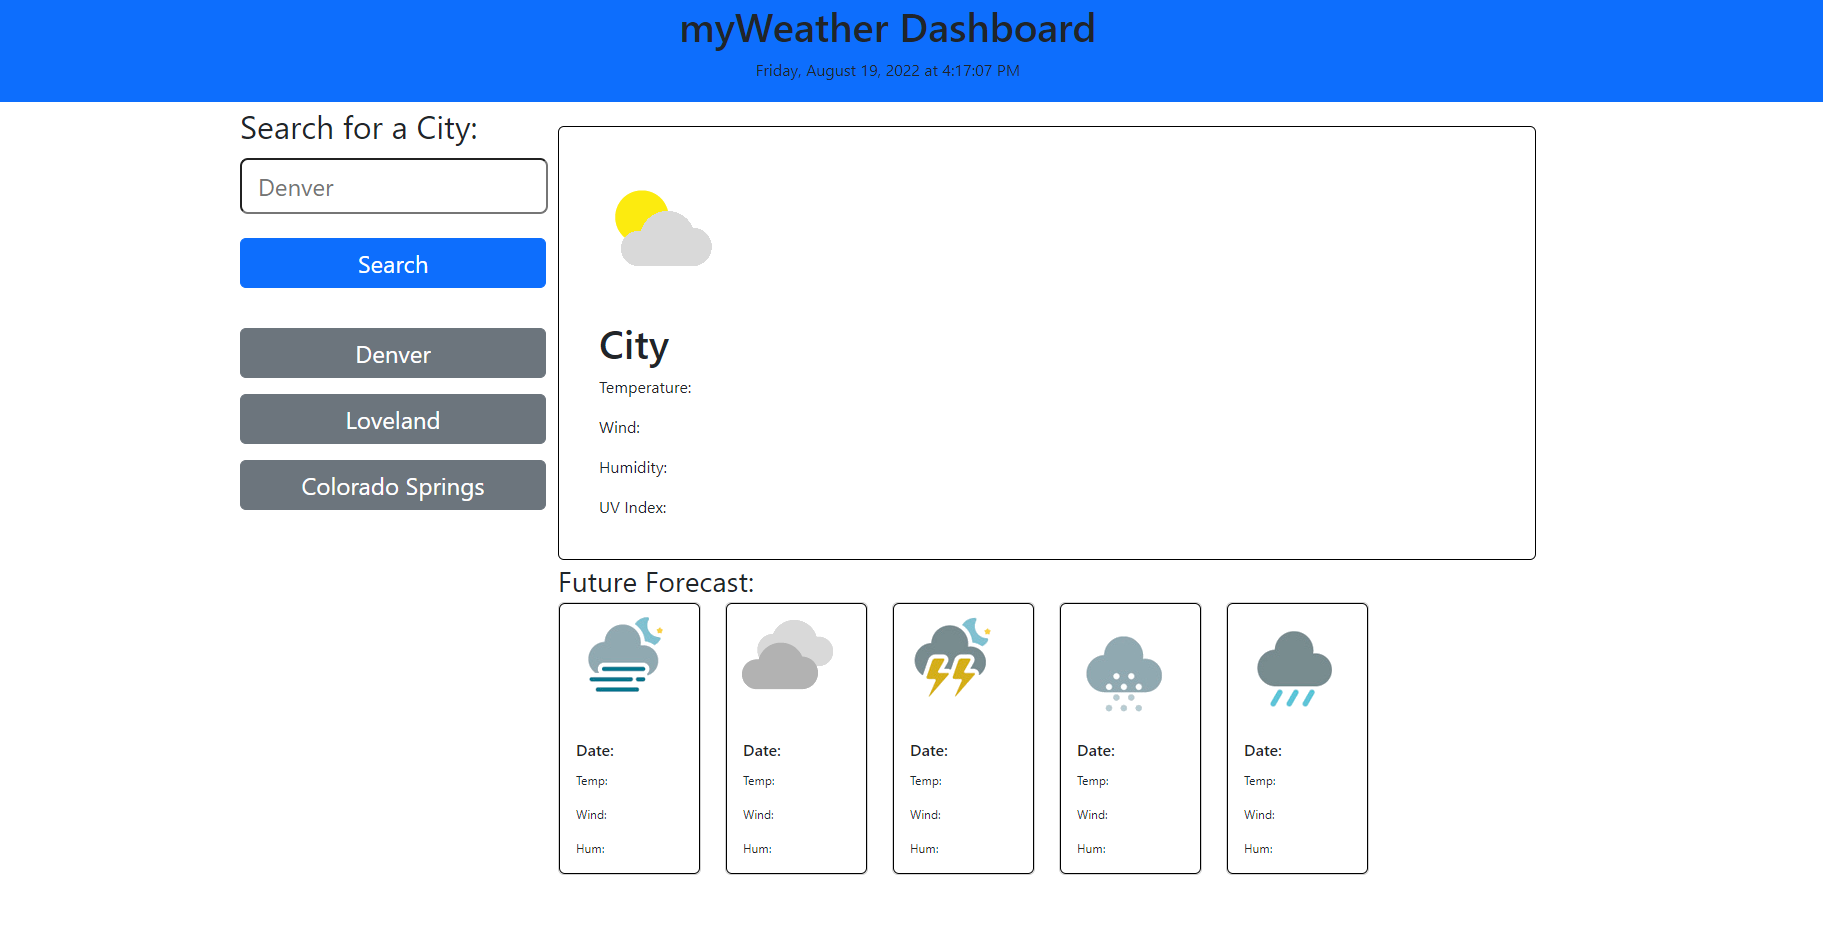 myWeather Dashboard
Friday, August 19, 2022 at 4:17:07 PM
Search for a City:
Denver
Search
Denver
Loveland
Colorado Springs
City
Temperature:
Wind:
Humidity:
UV Index:
Future Forecast:
Date:
Temp:
Wind:
Hum:
Date:
Temp:
Wind:
Hum:
Date:
Temp:
Wind:
Hum:
Date:
Temp:
Wind:
Hum:
Date:
Temp:
Wind:
Hum: